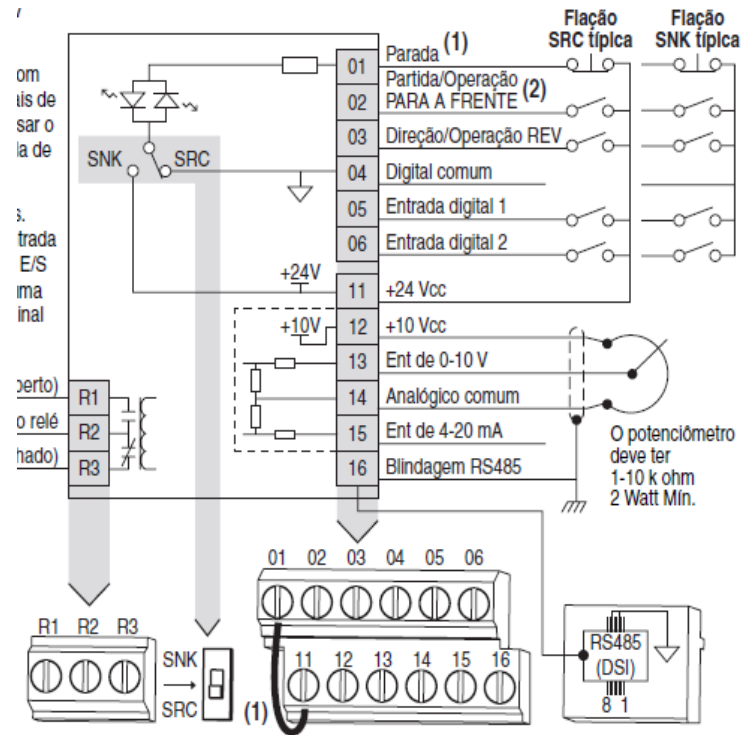 Fiação Fiação
SRC típica SNK típica
01 Parada (1)
02 Partida/Operação
PARA A FRENTE (2)
03 Direção/Operação REV
04 Digital comum
05 Entrada digital 1
06 Entrada digital 2
SNK SRC
+24V
11 +24 Vcc
+10V 12 +10 Vcc
13 Ent de 0-10 V
14 Analógico comum
15 Ent de 4-20 mA
16 Blindagem RS485
om
ais de
sar o
la de
s.
trada
E/S
uma
inal
perto)
o relé
hado)
R1
R2
R3
O potenciômetro
deve ter
1-10 k ohm
2 Watt Mín.
01 02 03 04 05 06
11 12 13 14 15 16
R1 R2 R3
SNK
SRC
(1)
RS485
(DSI)
8 1